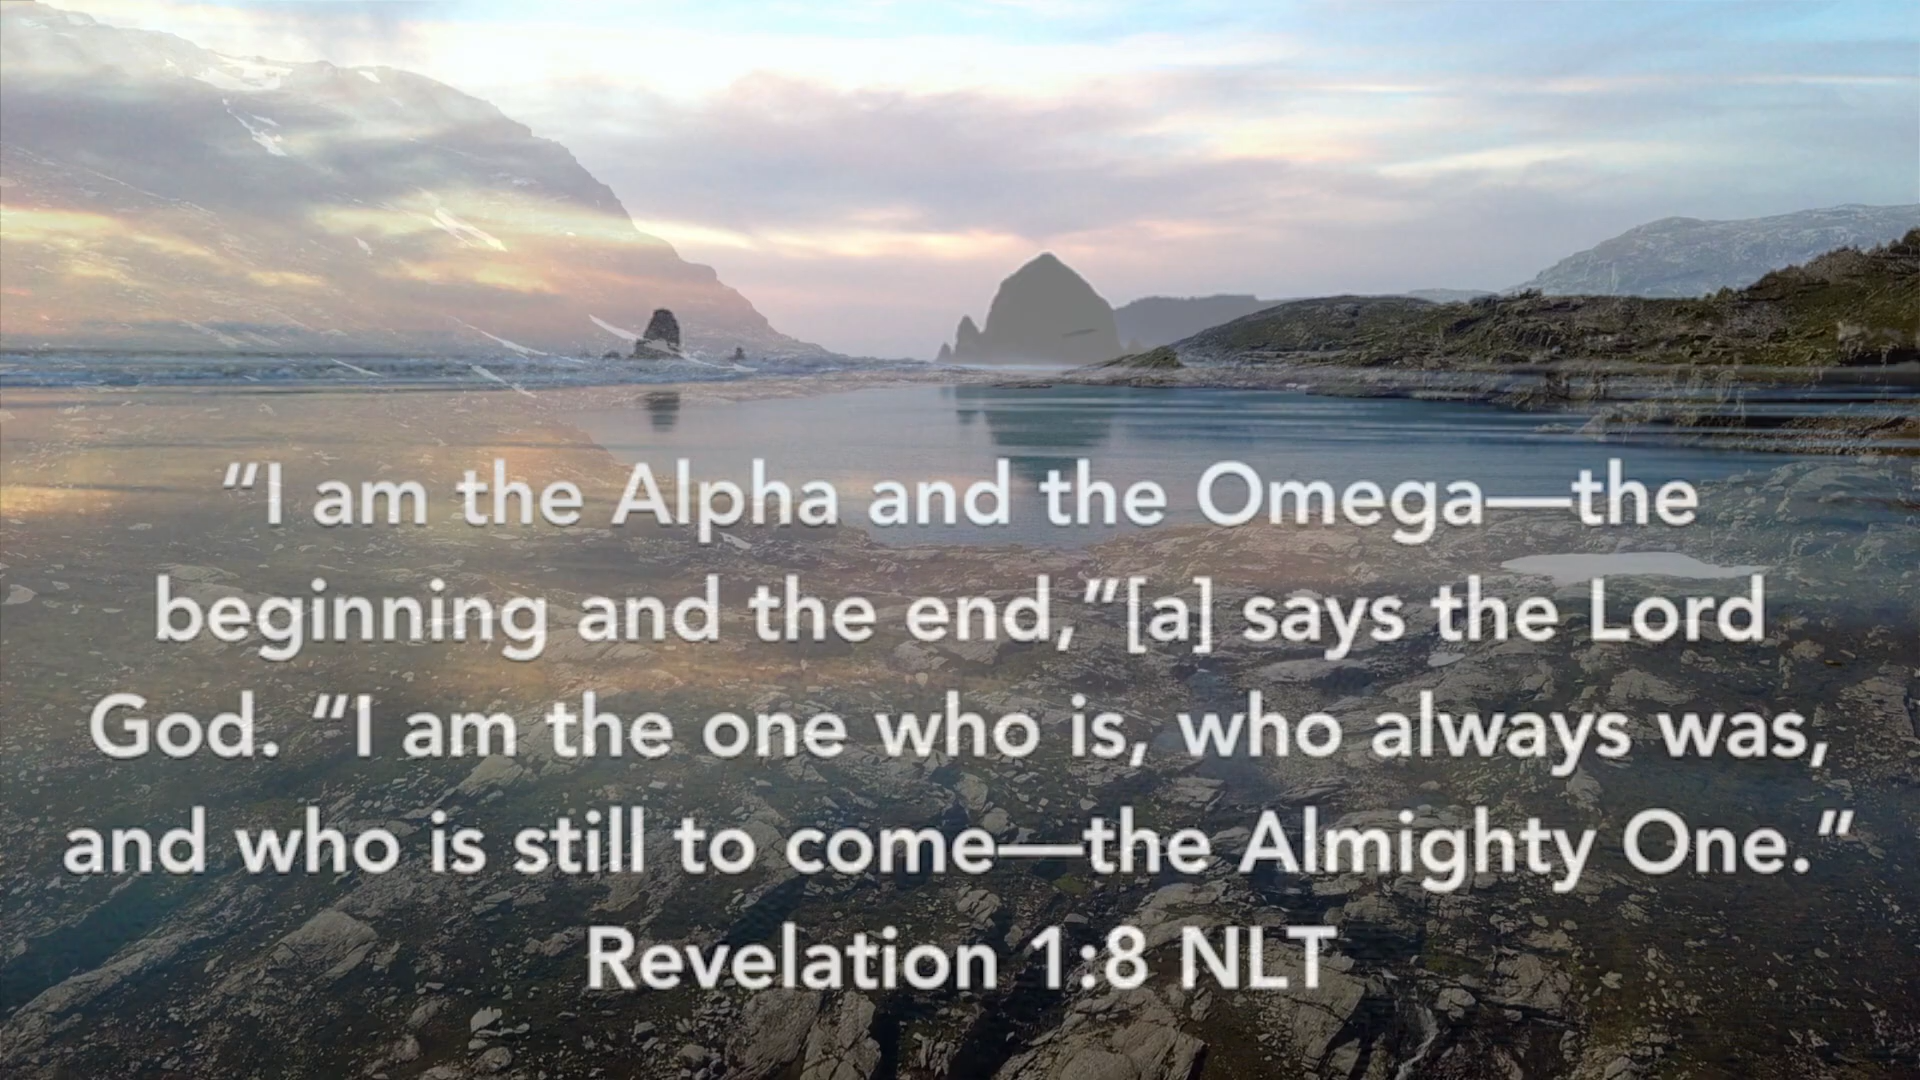 “I am the Alpha and the Omega—the
beginning and the end,”[a] says the Lord
God. “I am the one who is, who always was,
and who is still to come—the Almighty One.”
Revelation 1:8 NLT